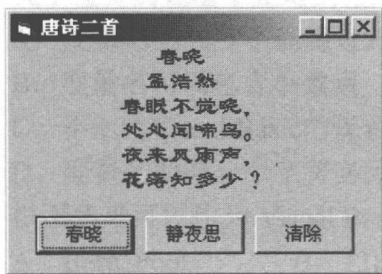 唐诗二首
春晓
孟浩然
春眠不觉晓,
处处闻啼鸟。
夜来风雨声,
花落知多少?
春晓 静夜思 清除